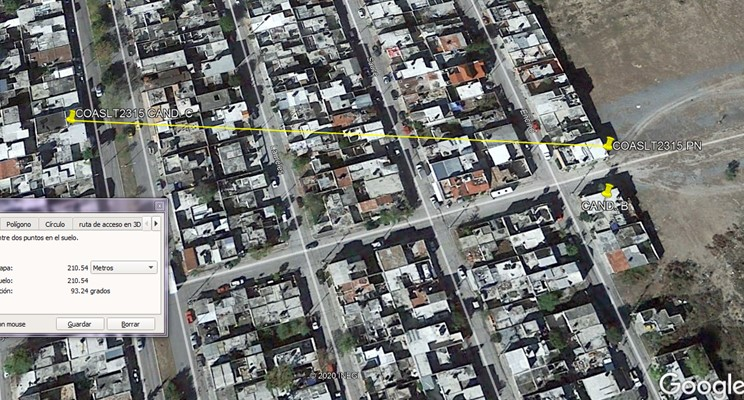 COASLT2315 CAND. C
COASLT2315 PN
CAND. B
Polígono Círculo ruta de acceso en 3D
ntre dos puntos en el suelo.
apa: 210.54 Metros
uelo: 210.54
ción: 93.24 grados
on mouse Guardar Borrar
© 2020 INEGI
Google